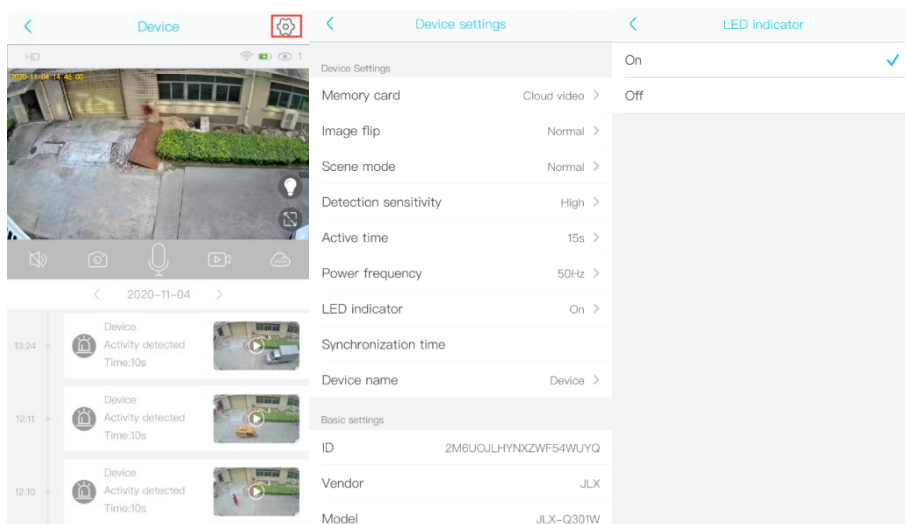 Device
HD
1
2020-11-04 14:46:00
2020-11-04
13:24
Device
Activity detected
Time:10s
12:11
Device
Activity detected
Time:10s
12:10
Device
Activity detected
Time:10s
Device settings
Device Settings
Memory card
Cloud video
Image flip
Normal
Scene mode
Normal
Detection sensitivity
High
Active time
15s
Power frequency
50Hz
LED indicator
On
Synchronization time
Device name
Device
Basic settings
ID
2M6UOJLHYNXZWF54WUYQ
Vendor
JLX
Model
JLX-Q301W
LED indicator
On
Off